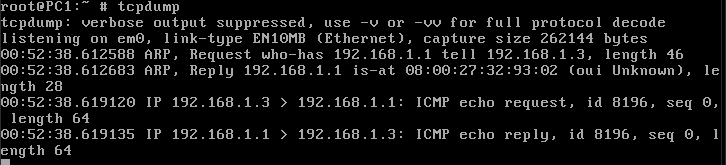 root@PC1:~ # tcpdump
tcpdump: verbose output suppressed, use -v or -vv for full protocol decode
listening on em0, link-type EN10MB (Ethernet), capture size 262144 bytes
00:52:38.612588 ARP, Request who-has 192.168.1.1 tell 192.168.1.3, length 46
00:52:38.612683 ARP, Reply 192.168.1.1 is-at 08:00:27:32:93:02 (oui Unknown), le
ngth 28
00:52:38.619120 IP 192.168.1.3 > 192.168.1.1: ICMP echo request, id 8196, seq 0,
 length 64
00:52:38.619135 IP 192.168.1.1 > 192.168.1.3: ICMP echo reply, id 8196, seq 0, l
ength 64